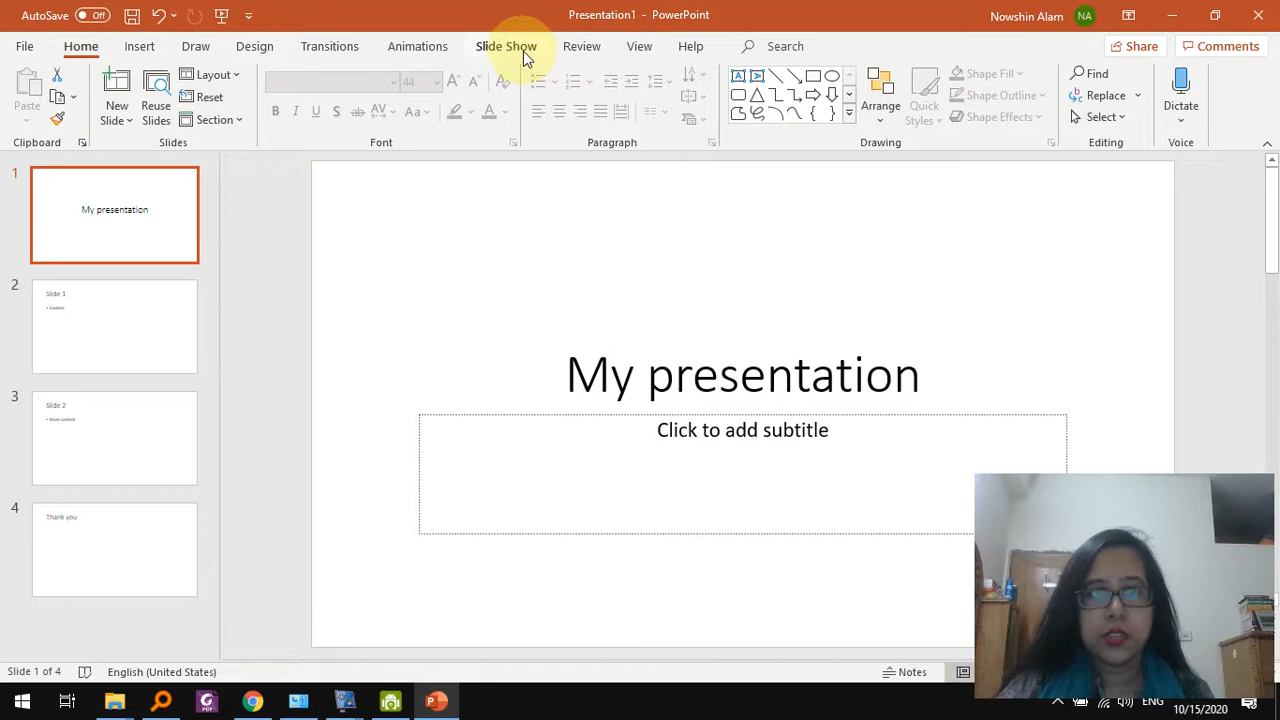 AutoSave Off
Presentation1 - PowerPoint
Nowshin Alam NA
File Home Insert Draw Design Transitions Animations Slide Show Review View Help Search Share Comments
Paste
New Slide
Reuse Slides
Layout
Reset
Section
44
B I U S AV Aa A
Arrange
Quick Styles
Shape Fill
Shape Outline
Shape Effects
Find
Replace
Select
Dictate
Clipboard Slides Font Paragraph Drawing Editing Voice
1
My presentation
2
Slide 1
3
Slide 2
4
Thank you
My presentation
Click to add subtitle
Slide 1 of 4 English (United States) Notes
PDF
ENG
10/15/2020